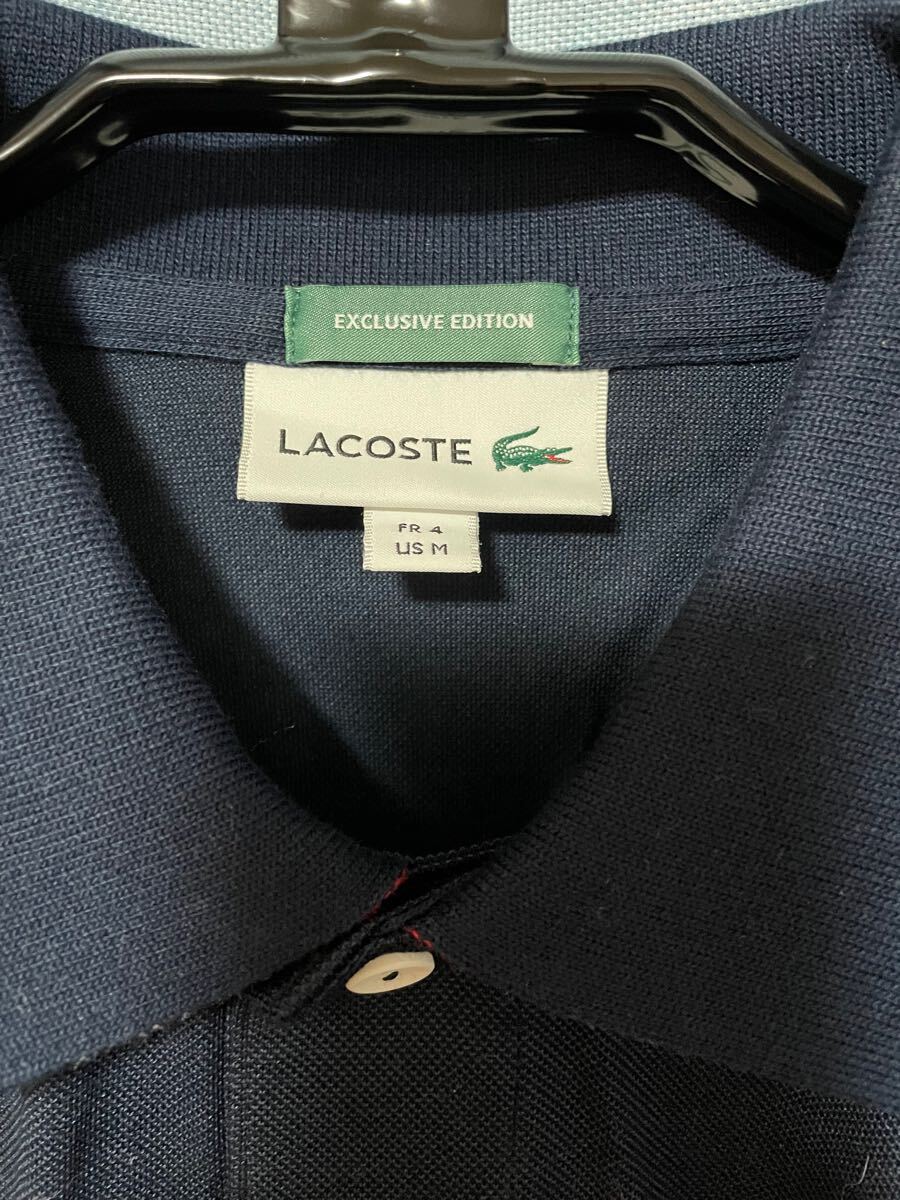 EXCLUSIVE EDITION
LACOSTE
FR 4
US M